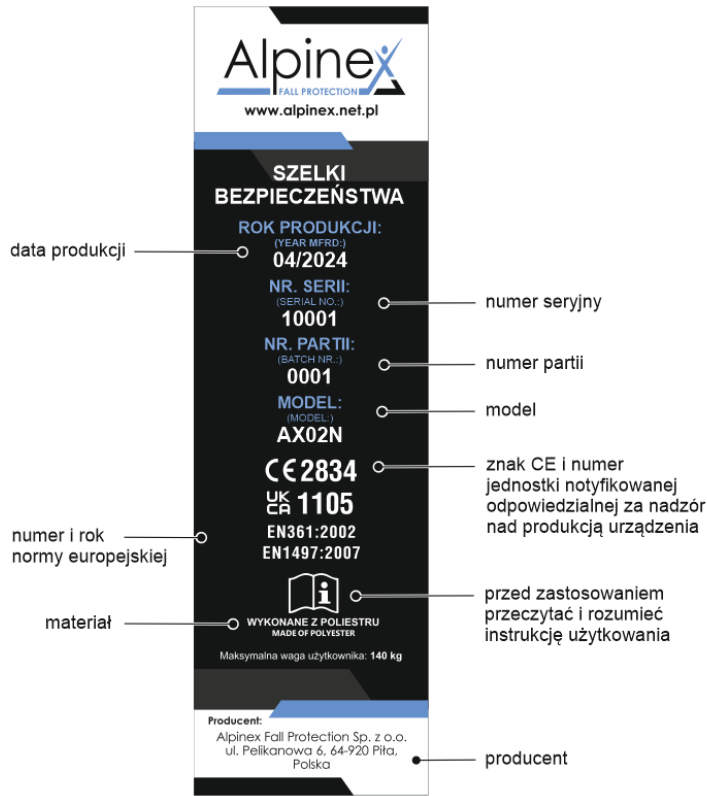 Alpinex
FALL PROTECTION
www.alpinex.net.pl
SZELKI
BEZPIECZEŃSTWA
ROK PRODUKCJI:
(YEAR MFRD:)
04/2024
data produkcji
NR. SERII:
(SERIAL NO.:)
10001
numer seryjny
NR. PARTII:
(BATCH NR.:)
0001
numer partii
MODEL:
(MODEL:)
AX02N
model
CE 2834
znak CE i numer
jednostki notyfikowanej
odpowiedzialnej za nadzór
nad produkcją urządzenia
UK
CA 1105
EN361:2002
EN1497:2007
numer i rok
normy europejskiej
i
przed zastosowaniem
przeczytać i rozumieć
instrukcję użytkowania
materiał
WYKONANE Z POLIESTRU
MADE OF POLYESTER
Maksymalna waga użytkownika: 140 kg
Producent:
Alpinex Fall Protection Sp. z o.o.
ul. Pelikanowa 6, 64-920 Piła,
Polska
producent